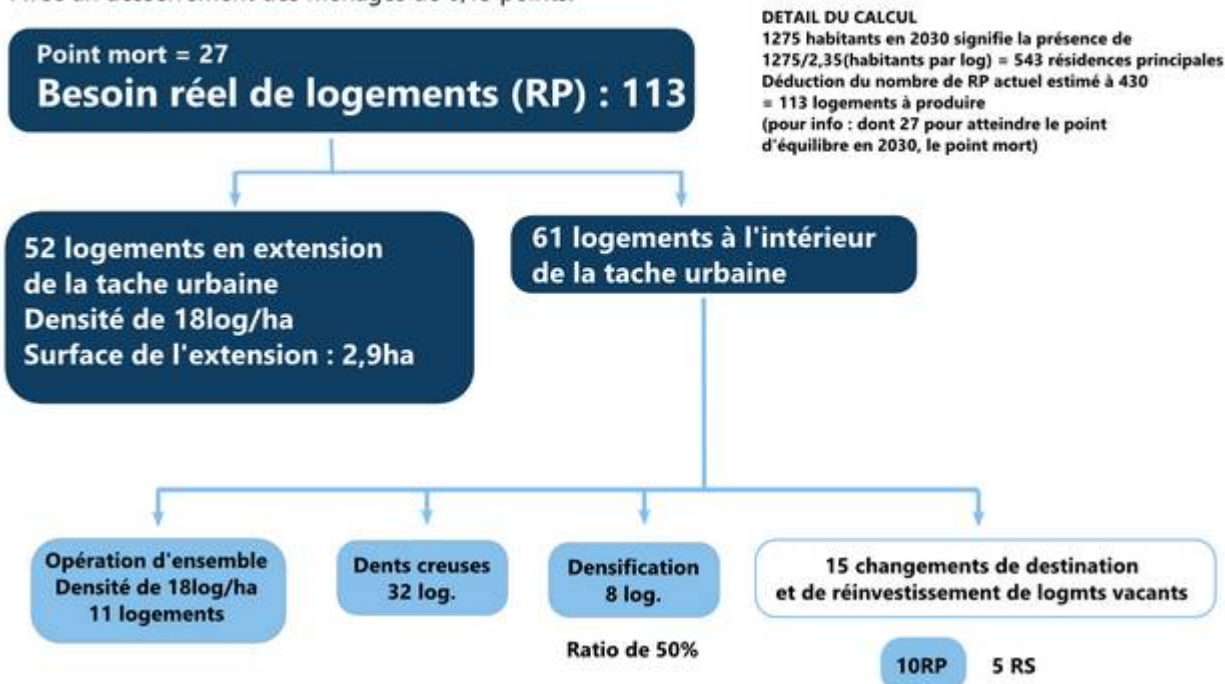 Point mort = 27
Besoin réel de logements (RP) : 113
DETAIL DU CALCUL
1275 habitants en 2030 signifie la présence de
1275/2,35(habitants par log) = 543 résidences principales
Déduction du nombre de RP actuel estimé à 430
= 113 logements à produire
(pour info : dont 27 pour atteindre le point
d'équilibre en 2030, le point mort)
52 logements en extension
de la tache urbaine
Densité de 18log/ha
Surface de l'extension : 2,9ha
61 logements à l'intérieur
de la tache urbaine
Opération d'ensemble
Densité de 18log/ha
11 logements
Dents creuses
32 log.
Densification
8 log.
Ratio de 50%
15 changements de destination
et de réinvestissement de logmts vacants
10RP
5 RS